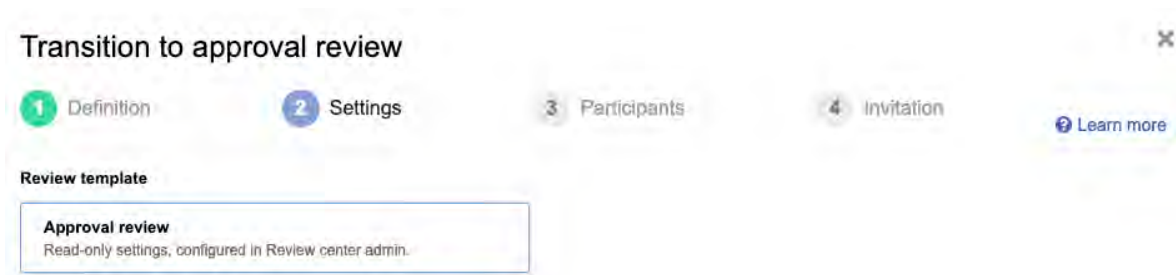 Transition to approval review
1 Definition
2 Settings
3 Participants
4 Invitation
Learn more
Review template
Approval review
Read-only settings, configured in Review center admin.